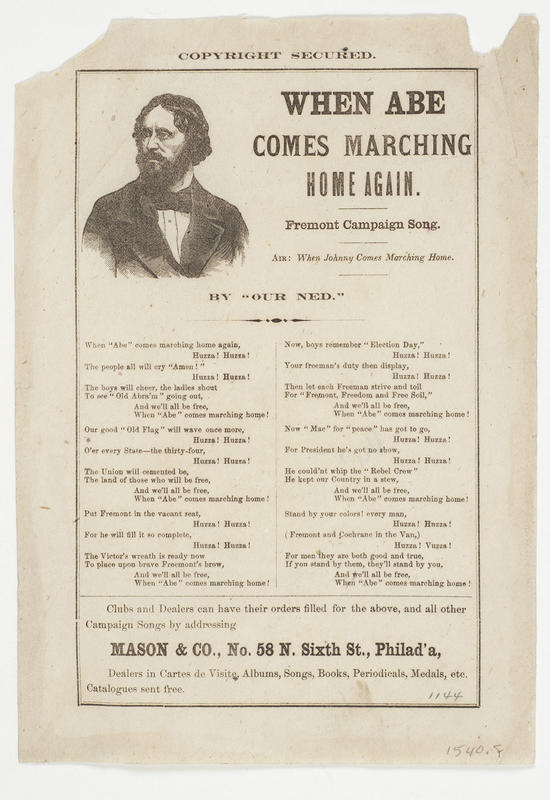 COPYRIGHT SECURED.
WHEN ABE
COMES MARCHING
HOME AGAIN.
Fremont Campaign Song.
AIR: When Johnny Comes Marching Home.
BY "OUR NED."
When "Abe" comes marching home again,
Huzza! Huzza!
The people all will cry "Amen!"
Huzza! Huzza!
The boys will cheer, the ladies shout
To see "Old Abra'm" going out,
And we'll all be free,
When "Abe" comes marching home!
Our good "Old Flag" will wave once more,
Huzza! Huzza!
O'er every State—the thirty-four,
Huzza! Huzza!
The Union will cemented be,
The land of those who will be free,
And we'll all be free,
When "Abe" comes marching home!
Put Fremont in the vacant seat,
Huzza! Huzza!
For he will fill it so complete,
Huzza! Huzza!
The Victor's wreath is ready now
To place upon brave Freemont's brow,
And we'll all be free,
When "Abe" comes marching home!
Now, boys remember "Election Day,"
Huzza! Huzza!
Your freeman's duty then display,
Huzza! Huzza!
Then let each Freeman strive and toil
For "Fremont, Freedom and Free Soil,"
And we'll all be free,
When "Abe" comes marching home!
Now "Mac" for "peace" has got to go,
Huzza! Huzza!
For President he's got no show,
Huzza! Huzza!
He could'nt whip the "Rebel Crew"
He kept our Country in a stew,
And we'll all be free,
When "Abe" comes marching home!
Stand by your colors! every man,
Huzza! Huzza!
(Fremont and Cochrane in the Van,)
Huzza! Vuzza!
For men they are both good and true,
If you stand by them, they'll stand by you,
And we'll all be free,
When "Abe" comes marching home!
Clubs and Dealers can have their orders filled for the above, and all other
Campaign Songs by addressing
MASON & CO., No. 58 N. Sixth St., Philad'a,
Dealers in Cartes de Visite, Albums, Songs, Books, Periodicals, Medals, etc.
Catalogues sent free.
1144
1540.